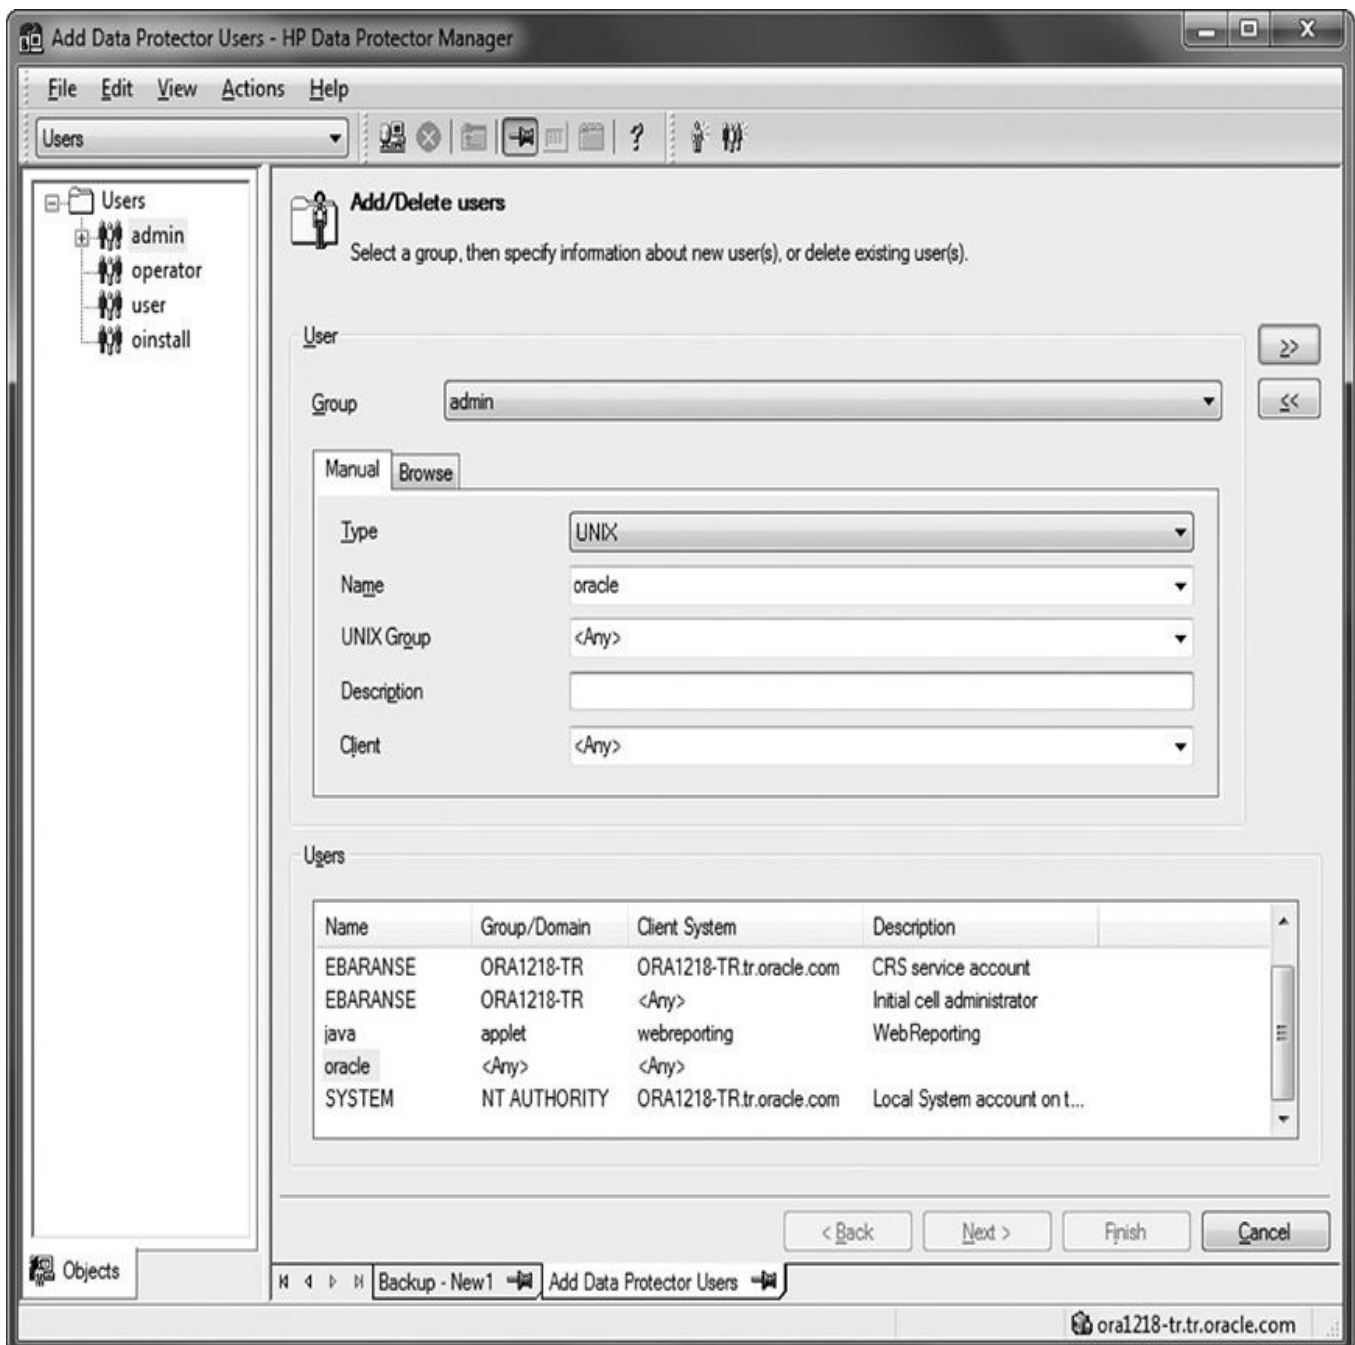 Add Data Protector Users - HP Data Protector Manager
File Edit View Actions Help
Users
Users
admin
operator
user
oinstall
Add/Delete users
Select a group, then specify information about new user(s), or delete existing user(s).
User
>>
Group admin
<<
Manual Browse
Type UNIX
Name oracle
UNIX Group <Any>
Description
Client <Any>
Users
Name Group/Domain Client System Description
EBARANSE ORA1218-TR ORA1218-TR.tr.oracle.com CRS service account
EBARANSE ORA1218-TR <Any> Initial cell administrator
java applet webreporting WebReporting
oracle <Any> <Any>
SYSTEM NT AUTHORITY ORA1218-TR.tr.oracle.com Local System account on t...
< Back Next > Finish Cancel
Objects
Backup - New1 Add Data Protector Users
ora1218-tr.tr.oracle.com